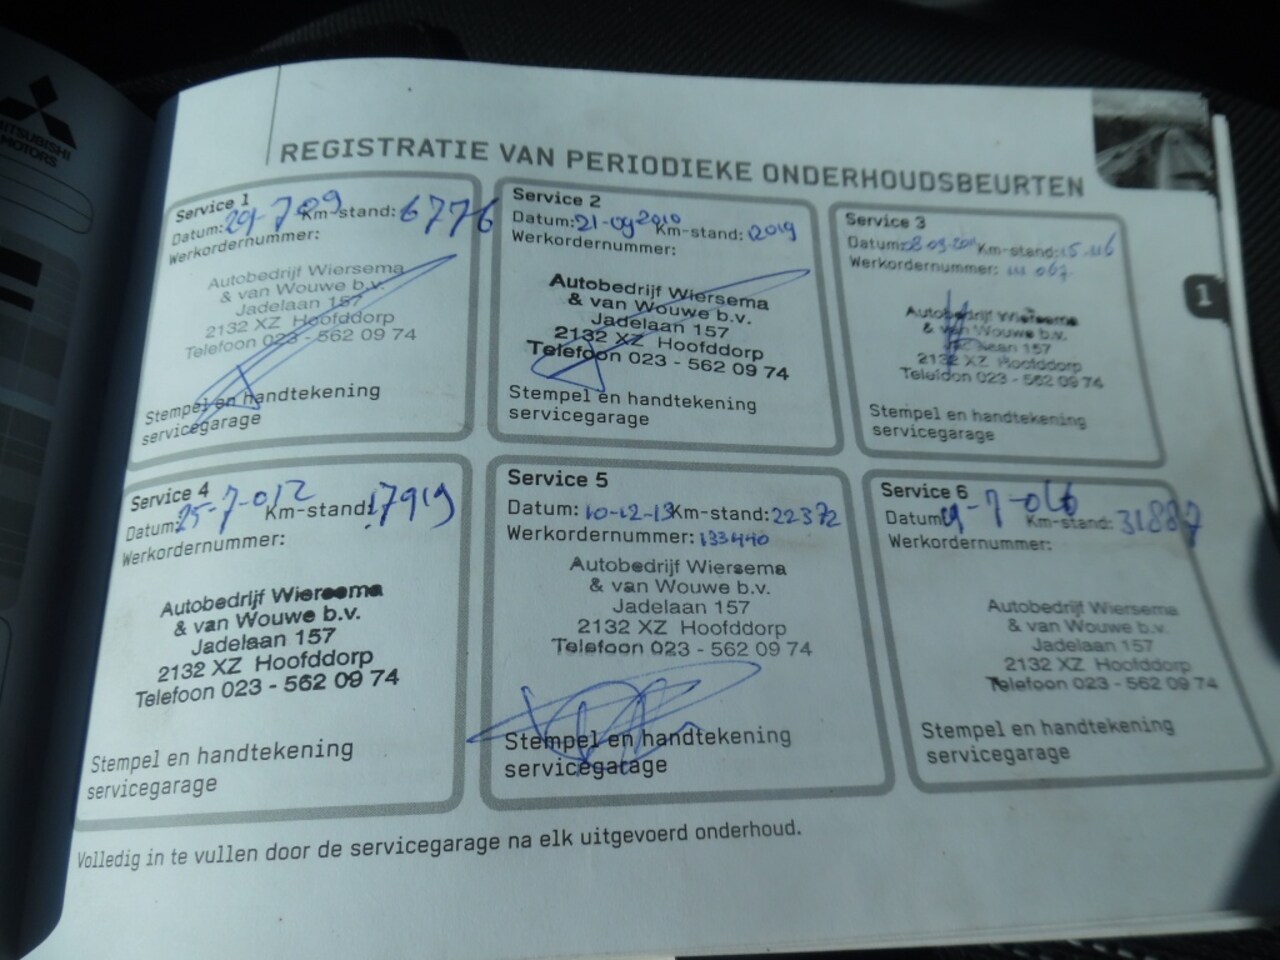 MITSUBISHI
MOTORS
REGISTRATIE VAN PERIODIEKE ONDERHOUDSBEURTEN
1
Service 1
Datum: 29-7-09 Km-stand: 6776
Werkordernummer:
Autobedrijf Wiersema
& van Wouwe b.v.
Jadelaan 157
2132 XZ Hoofddorp
Telefoon 023 - 562 09 74
Stempel en handtekening
servicegarage
Service 2
Datum: 21-09-2010 Km-stand: 12019
Werkordernummer:
Autobedrijf Wiersema
& van Wouwe b.v.
Jadelaan 157
2132 XZ Hoofddorp
Telefoon 023 - 562 09 74
Stempel en handtekening
servicegarage
Service 3
Datum: Km-stand:
Werkordernummer:
Autobedrijf Wiersema
& van Wouwe b.v.
Jadelaan 157
2132 XZ Hoofddorp
Telefoon 023 - 562 09 74
Stempel en handtekening
servicegarage
Service 4
Datum: 25-7-012 Km-stand: 17919
Werkordernummer:
Autobedrijf Wiersema
& van Wouwe b.v.
Jadelaan 157
2132 XZ Hoofddorp
Telefoon 023 - 562 09 74
Stempel en handtekening
servicegarage
Service 5
Datum: 10-12-13 Km-stand: 22372
Werkordernummer: 133440
Autobedrijf Wiersema
& van Wouwe b.v.
Jadelaan 157
2132 XZ Hoofddorp
Telefoon 023 - 562 09 74
Stempel en handtekening
servicegarage
Service 6
Datum: Km-stand: 31887
Werkordernummer:
Autobedrijf Wiersema
& van Wouwe b.v.
Jadelaan 157
2132 XZ Hoofddorp
Telefoon 023 - 562 09 74
Stempel en handtekening
servicegarage
Volledig in te vullen door de servicegarage na elk uitgevoerd onderhoud.